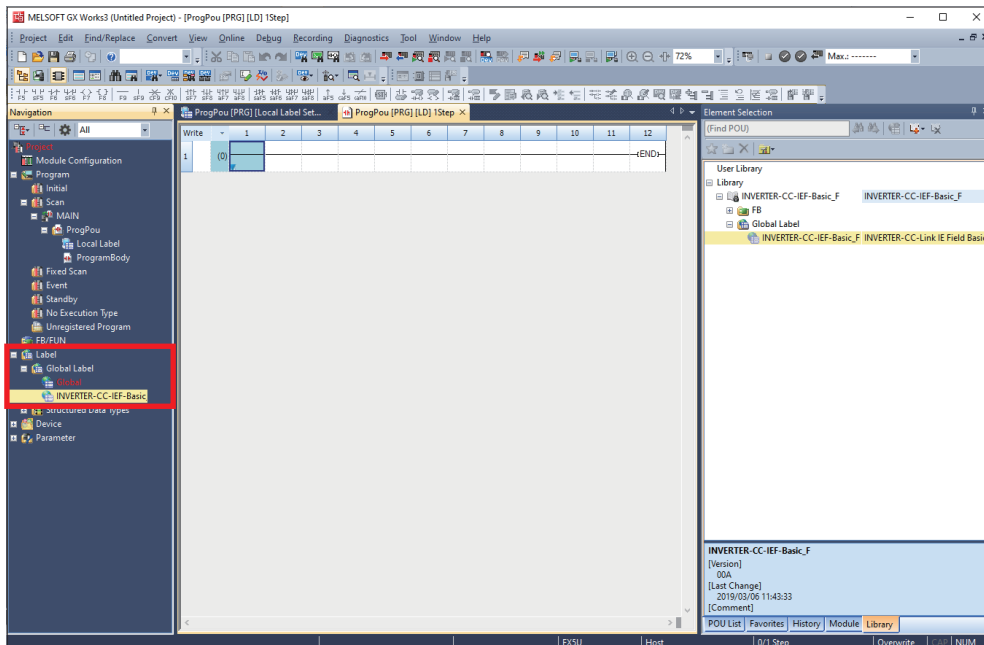 MELSOFT GX Works3 (Untitled Project) - [ProgPou [PRG] [LD] 1Step]
Project Edit Find/Replace Convert View Online Debug Recording Diagnostics Tool Window Help
72%
Max.: -------
Navigation
All
Project
Module Configuration
Program
Initial
Scan
MAIN
ProgPou
Local Label
ProgramBody
Fixed Scan
Event
Standby
No Execution Type
Unregistered Program
FB/FUN
Label
Global Label
Global
INVERTER-CC-IEF-Basic
Structured Data Types
Device
Parameter
ProgPou [PRG] [Local Label Set...
ProgPou [PRG] [LD] 1Step
Write 1 2 3 4 5 6 7 8 9 10 11 12
1 (0) END
Element Selection
(Find POU)
User Library
Library
INVERTER-CC-IEF-Basic_F INVERTER-CC-IEF-Basic_F
FB
Global Label
INVERTER-CC-IEF-Basic_F INVERTER-CC-Link IE Field Basic
INVERTER-CC-IEF-Basic_F
[Version]
00A
[Last Change]
2019/03/06 11:43:33
[Comment]
POU List Favorites History Module Library
FX5U Host 0/1 Step Overwrite CAP NUM